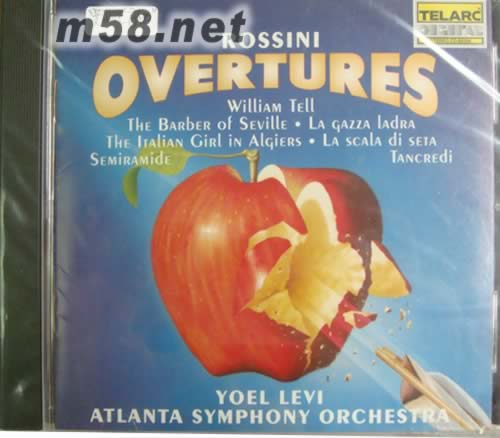 m58.net
TELARC
DIGITAL
ROSSINI
OVERTURES
William Tell
The Barber of Seville • La gazza ladra
The Italian Girl in Algiers • La scala di seta
Semiramide Tancredi
YOEL LEVI
ATLANTA SYMPHONY ORCHESTRA